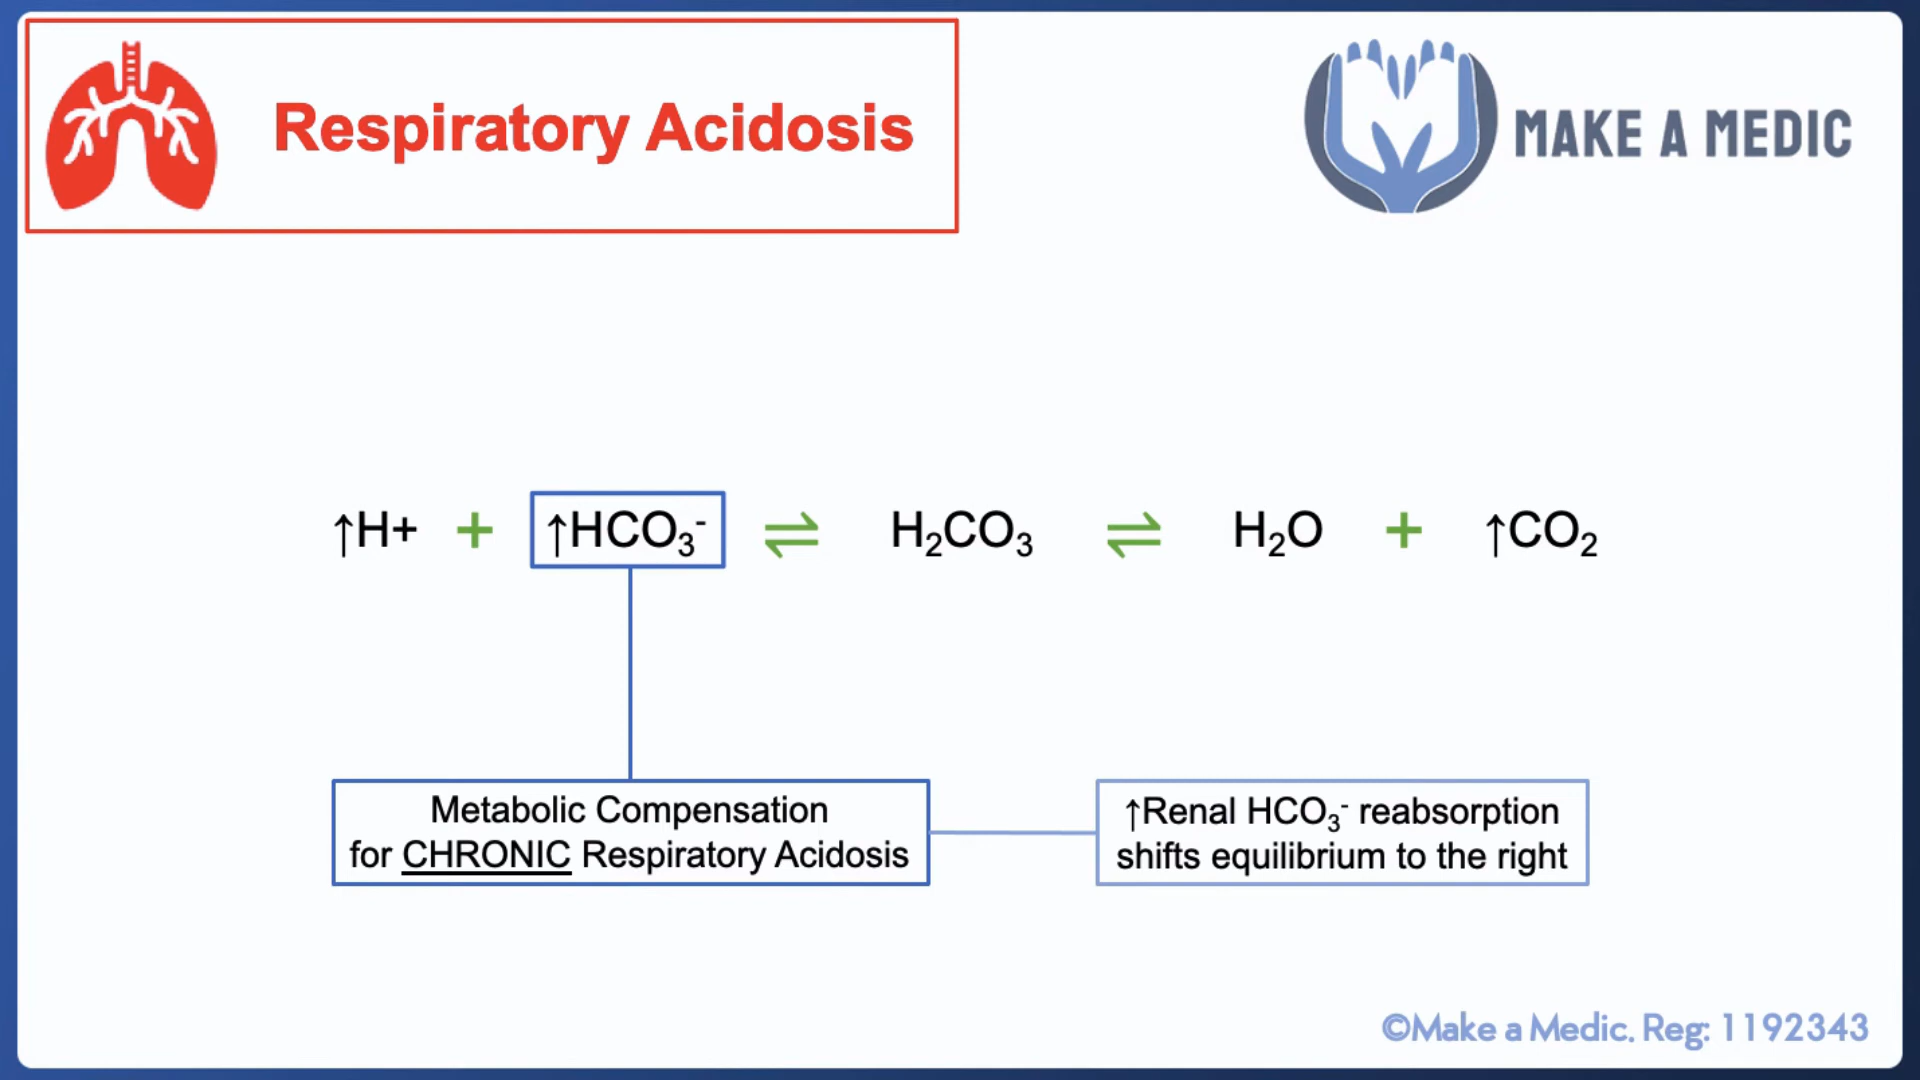 Respiratory Acidosis
MAKE A MEDIC
↑H+ + ↑HCO₃⁻ ⇌ H₂CO₃ ⇌ H₂O + ↑CO₂
Metabolic Compensation
for CHRONIC Respiratory Acidosis
↑Renal HCO₃⁻ reabsorption
shifts equilibrium to the right
©Make a Medic. Reg: 1192343